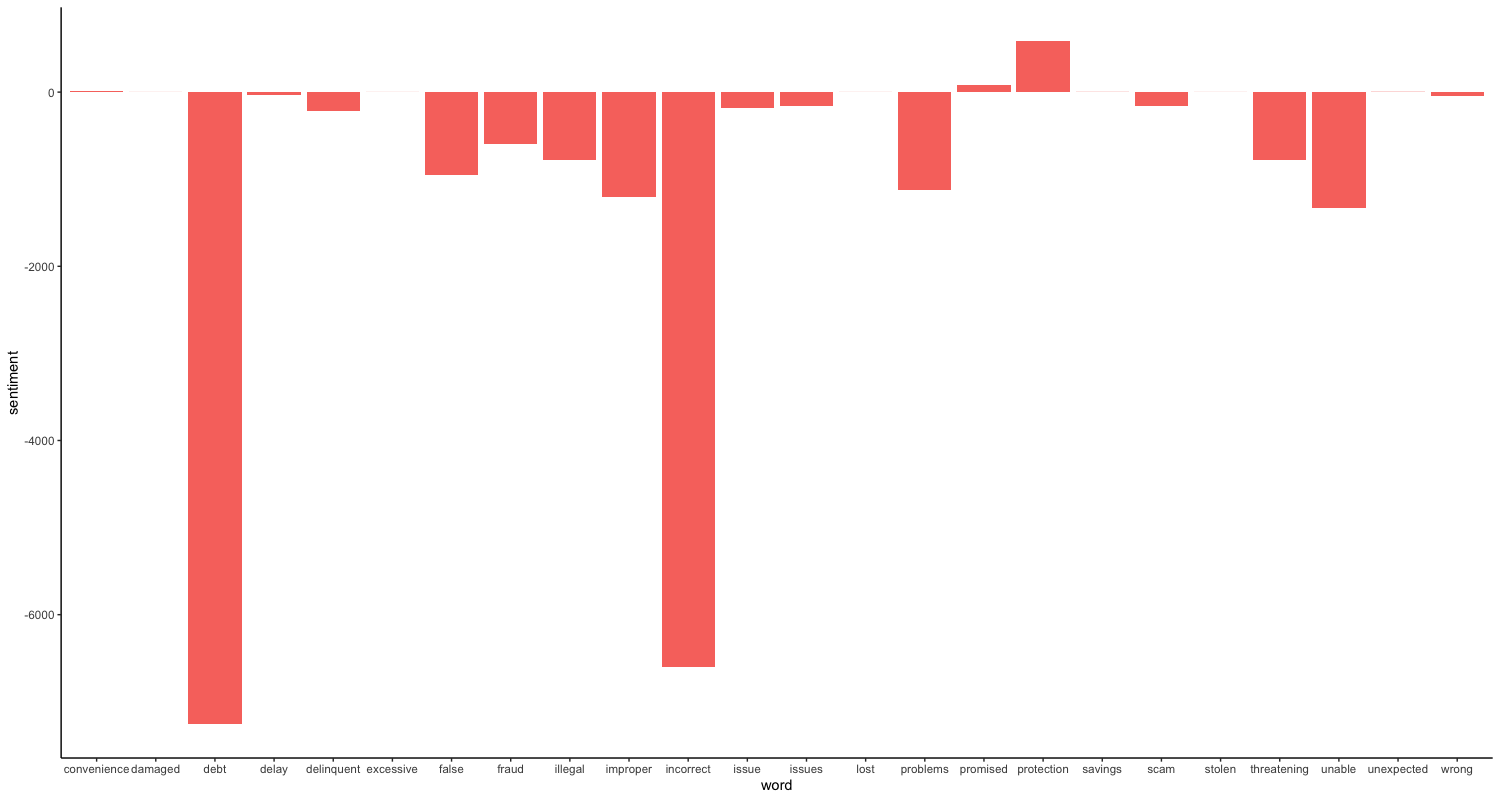 0
-2000
-4000
-6000
sentiment
convenience damaged debt delay delinquent excessive false fraud illegal improper incorrect issue issues lost problems promised protection savings scam stolen threatening unable unexpected wrong
word